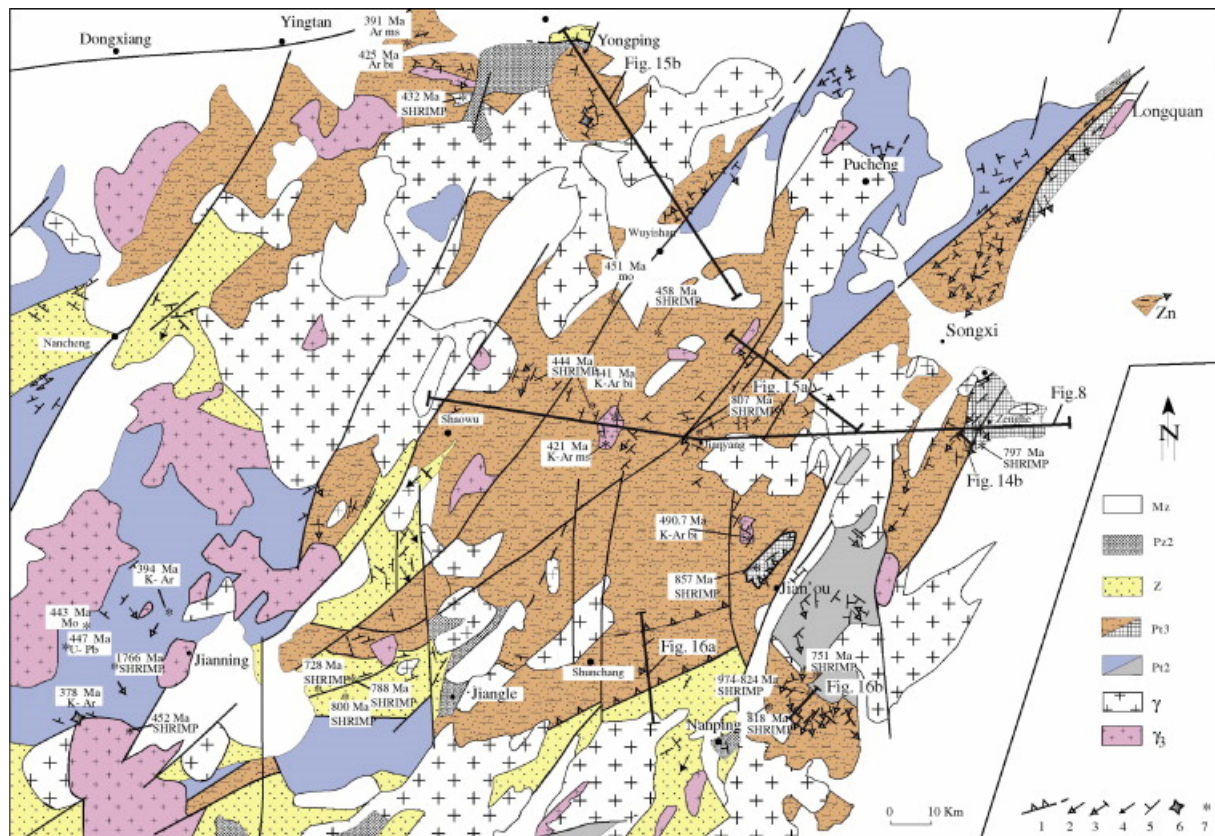 Dongxiang
Yingtan
391 Ma
Ar ms
425 Ma
Ar bi
432 Ma
SHRIMP
Yongping
Fig. 15b
Longquan
Pucheng
Wuyishan
451 Ma
mo
458 Ma
SHRIMP
Zn
Songxi
Nancheng
444 Ma
SHRIMP
441 Ma
K-Ar bi
Fig. 15a
807 Ma
SHRIMP
Fig.8
Shaowu
Jianyang
Zenghe
421 Ma
K-Ar ms
797 Ma
SHRIMP
Fig. 14b
N
490.7 Ma
K-Ar bi
857 Ma
SHRIMP
Jian'ou
394 Ma
K- Ar
443 Ma
Mo
447 Ma
U- Pb
1766 Ma
SHRIMP
Jianning
378 Ma
K- Ar
452 Ma
SHRIMP
728 Ma
SHRIMP
788 Ma
SHRIMP
800 Ma
SHRIMP
Jiangle
Shunchang
Fig. 16a
751 Ma
SHRIMP
974-824 Ma
SHRIMP
Fig. 16b
818 Ma
SHRIMP
Nanping
Mz
Pz2
Z
Pt3
Pt2
γ
γ3
0 10 Km
1 2 3 4 5 6 7